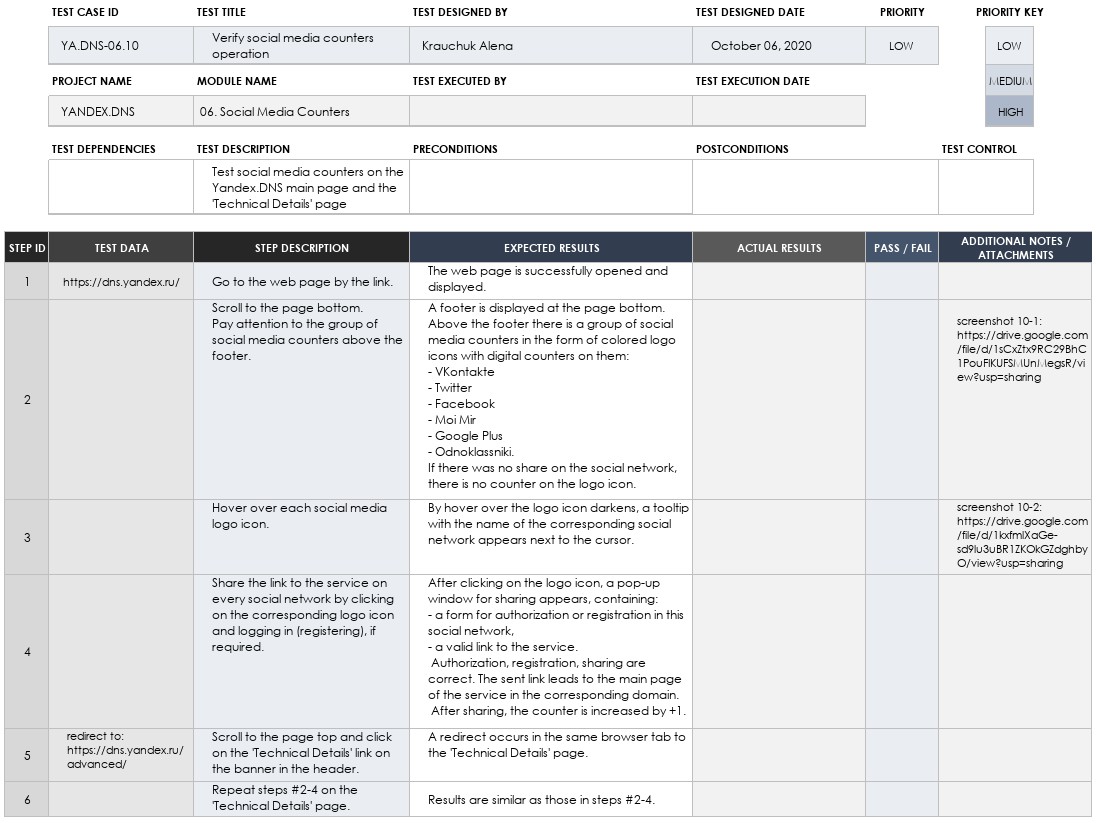 TEST CASE ID TEST TITLE TEST DESIGNED BY TEST DESIGNED DATE PRIORITY PRIORITY KEY
YA.DNS-06.10
Verify social media counters
operation
Krauchuk Alena
October 06, 2020
LOW
LOW
MEDIUM
HIGH
PROJECT NAME MODULE NAME TEST EXECUTED BY TEST EXECUTION DATE
YANDEX.DNS
06. Social Media Counters
TEST DEPENDENCIES TEST DESCRIPTION PRECONDITIONS POSTCONDITIONS TEST CONTROL
Test social media counters on the
Yandex.DNS main page and the
'Technical Details' page
STEP ID TEST DATA STEP DESCRIPTION EXPECTED RESULTS ACTUAL RESULTS PASS / FAIL
ADDITIONAL NOTES /
ATTACHMENTS
1
https://dns.yandex.ru/
Go to the web page by the link.
The web page is successfully opened and
displayed.
2
Scroll to the page bottom.
Pay attention to the group of
social media counters above the
footer.
A footer is displayed at the page bottom.
Above the footer there is a group of social
media counters in the form of colored logo
icons with digital counters on them:
- VKontakte
- Twitter
- Facebook
- Moi Mir
- Google Plus
- Odnoklassniki.
If there was no share on the social network,
there is no counter on the logo icon.
screenshot 10-1:
https://drive.google.com
/file/d/1sCxZtx9RC29BhC
1PouFIKUFSMUnMegsR/vi
ew?usp=sharing
3
Hover over each social media
logo icon.
By hover over the logo icon darkens, a tooltip
with the name of the corresponding social
network appears next to the cursor.
screenshot 10-2:
https://drive.google.com
/file/d/1kxfmlXaGe-
sd9lu3uBR1ZKOkGZdghby
O/view?usp=sharing
4
Share the link to the service on
every social network by clicking
on the corresponding logo icon
and logging in (registering), if
required.
After clicking on the logo icon, a pop-up
window for sharing appears, containing:
- a form for authorization or registration in this
social network,
- a valid link to the service.
Authorization, registration, sharing are
correct. The sent link leads to the main page
of the service in the corresponding domain.
After sharing, the counter is increased by +1.
5
redirect to:
https://dns.yandex.ru/
advanced/
Scroll to the page top and click
on the 'Technical Details' link on
the banner in the header.
A redirect occurs in the same browser tab to
the 'Technical Details' page.
6
Repeat steps #2-4 on the
'Technical Details' page.
Results are similar as those in steps #2-4.